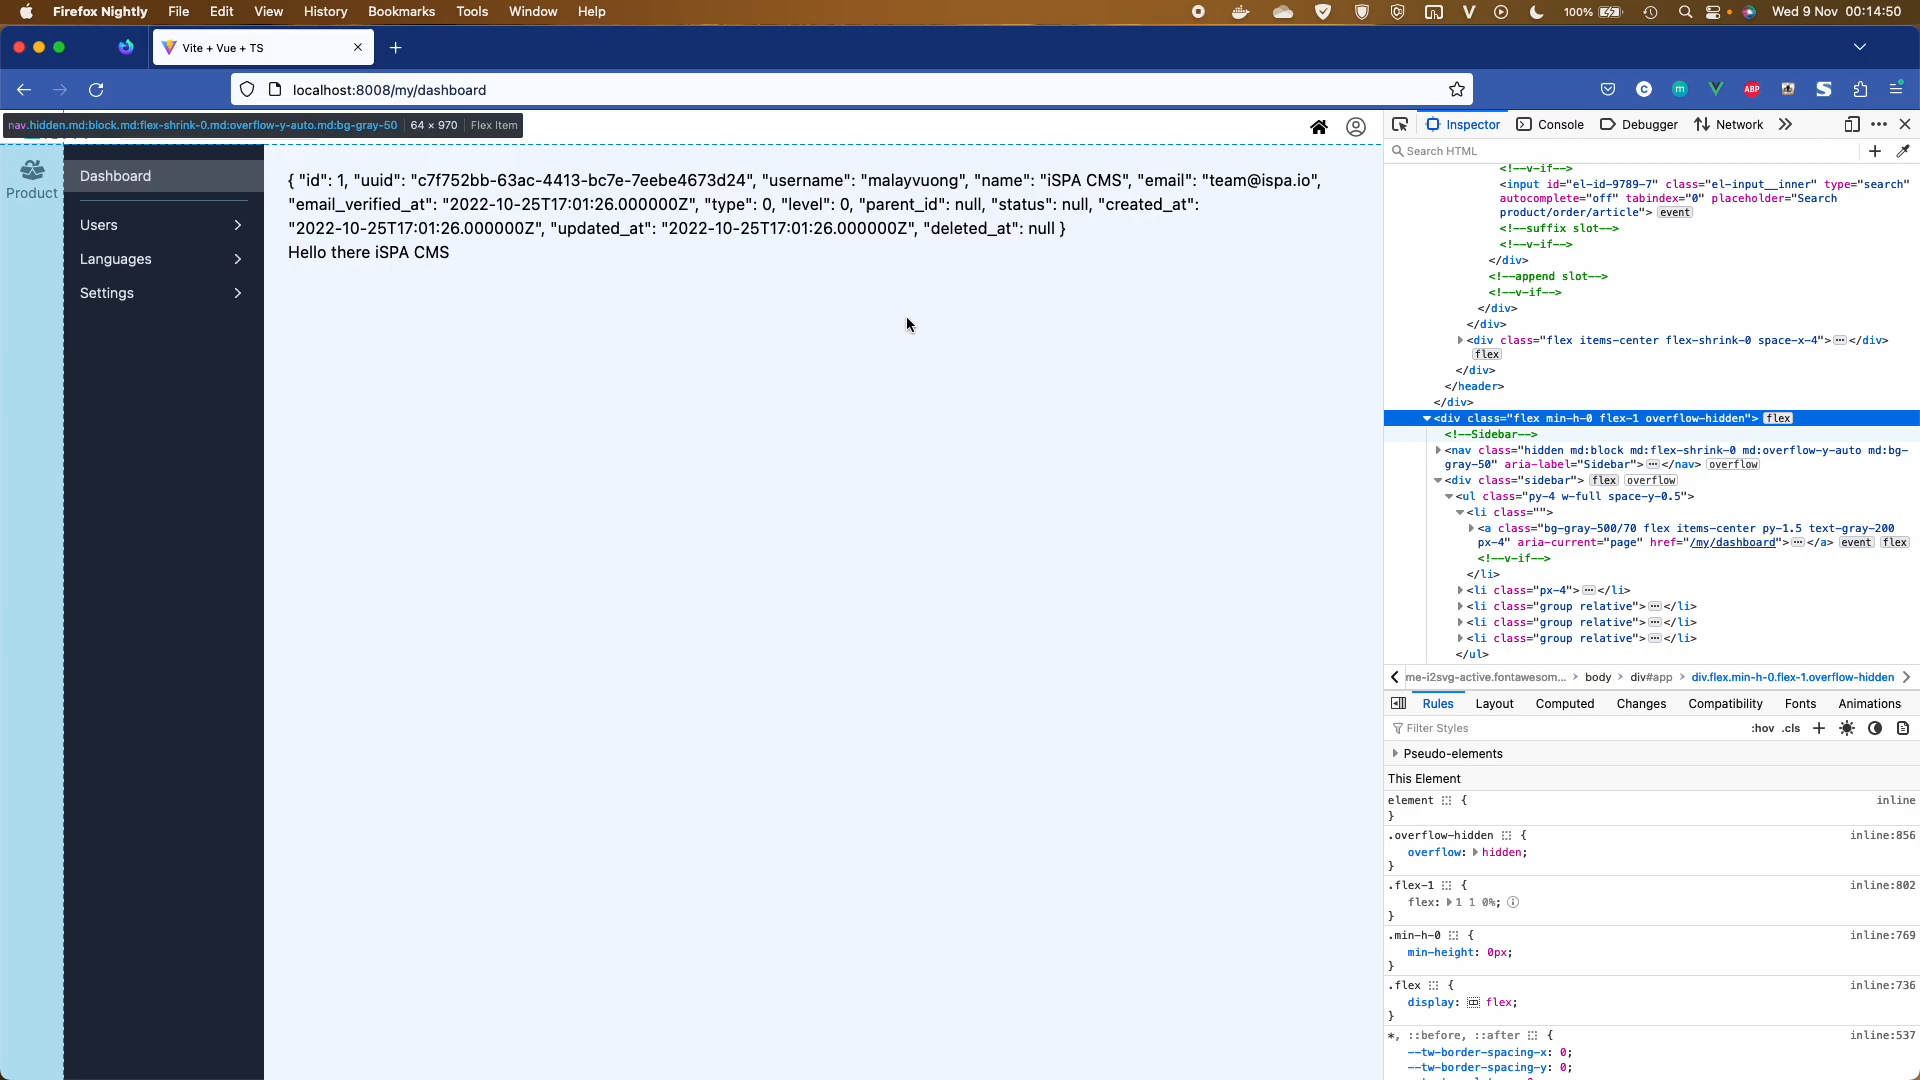 Firefox Nightly File Edit View History Bookmarks Tools Window Help 100% Wed 9 Nov 00:14:50
Vite + Vue + TS
localhost:8008/my/dashboard
ABP
nav.hidden.md:block.md:flex-shrink-0.md:overflow-y-auto.md:bg-gray-50 64 × 970 Flex Item
Product
Dashboard
Users
Languages
Settings
{ "id": 1, "uuid": "c7f752bb-63ac-4413-bc7e-7eebe4673d24", "username": "malayvuong", "name": "iSPA CMS", "email": "team@ispa.io",
"email_verified_at": "2022-10-25T17:01:26.000000Z", "type": 0, "level": 0, "parent_id": null, "status": null, "created_at":
"2022-10-25T17:01:26.000000Z", "updated_at": "2022-10-25T17:01:26.000000Z", "deleted_at": null }
Hello there iSPA CMS
Inspector Console Debugger Network
Search HTML
<!--v-if-->
<input id="el-id-9789-7" class="el-input__inner" type="search"
autocomplete="off" tabindex="0" placeholder="Search
product/order/article"> event
<!--suffix slot-->
<!--v-if-->
</div>
<!--append slot-->
<!--v-if-->
</div>
</div>
<div class="flex items-center flex-shrink-0 space-x-4"></div>
flex
</div>
</header>
</div>
<div class="flex min-h-0 flex-1 overflow-hidden"> flex
<!--Sidebar-->
<nav class="hidden md:block md:flex-shrink-0 md:overflow-y-auto md:bg-
gray-50" aria-label="Sidebar"></nav> overflow
<div class="sidebar"> flex overflow
<ul class="py-4 w-full space-y-0.5">
<li class="">
<a class="bg-gray-500/70 flex items-center py-1.5 text-gray-200
px-4" aria-current="page" href="/my/dashboard"></a> event flex
<!--v-if-->
</li>
<li class="px-4"></li>
<li class="group relative"></li>
<li class="group relative"></li>
<li class="group relative"></li>
</ul>
me-i2svg-active.fontawesom... body div#app div.flex.min-h-0.flex-1.overflow-hidden
Rules Layout Computed Changes Compatibility Fonts Animations
Filter Styles :hov .cls
Pseudo-elements
This Element
element { inline
}
.overflow-hidden { inline:856
overflow: hidden;
}
.flex-1 { inline:802
flex: 1 1 0%;
}
.min-h-0 { inline:769
min-height: 0px;
}
.flex { inline:736
display: flex;
}
*, ::before, ::after { inline:537
--tw-border-spacing-x: 0;
--tw-border-spacing-y: 0;